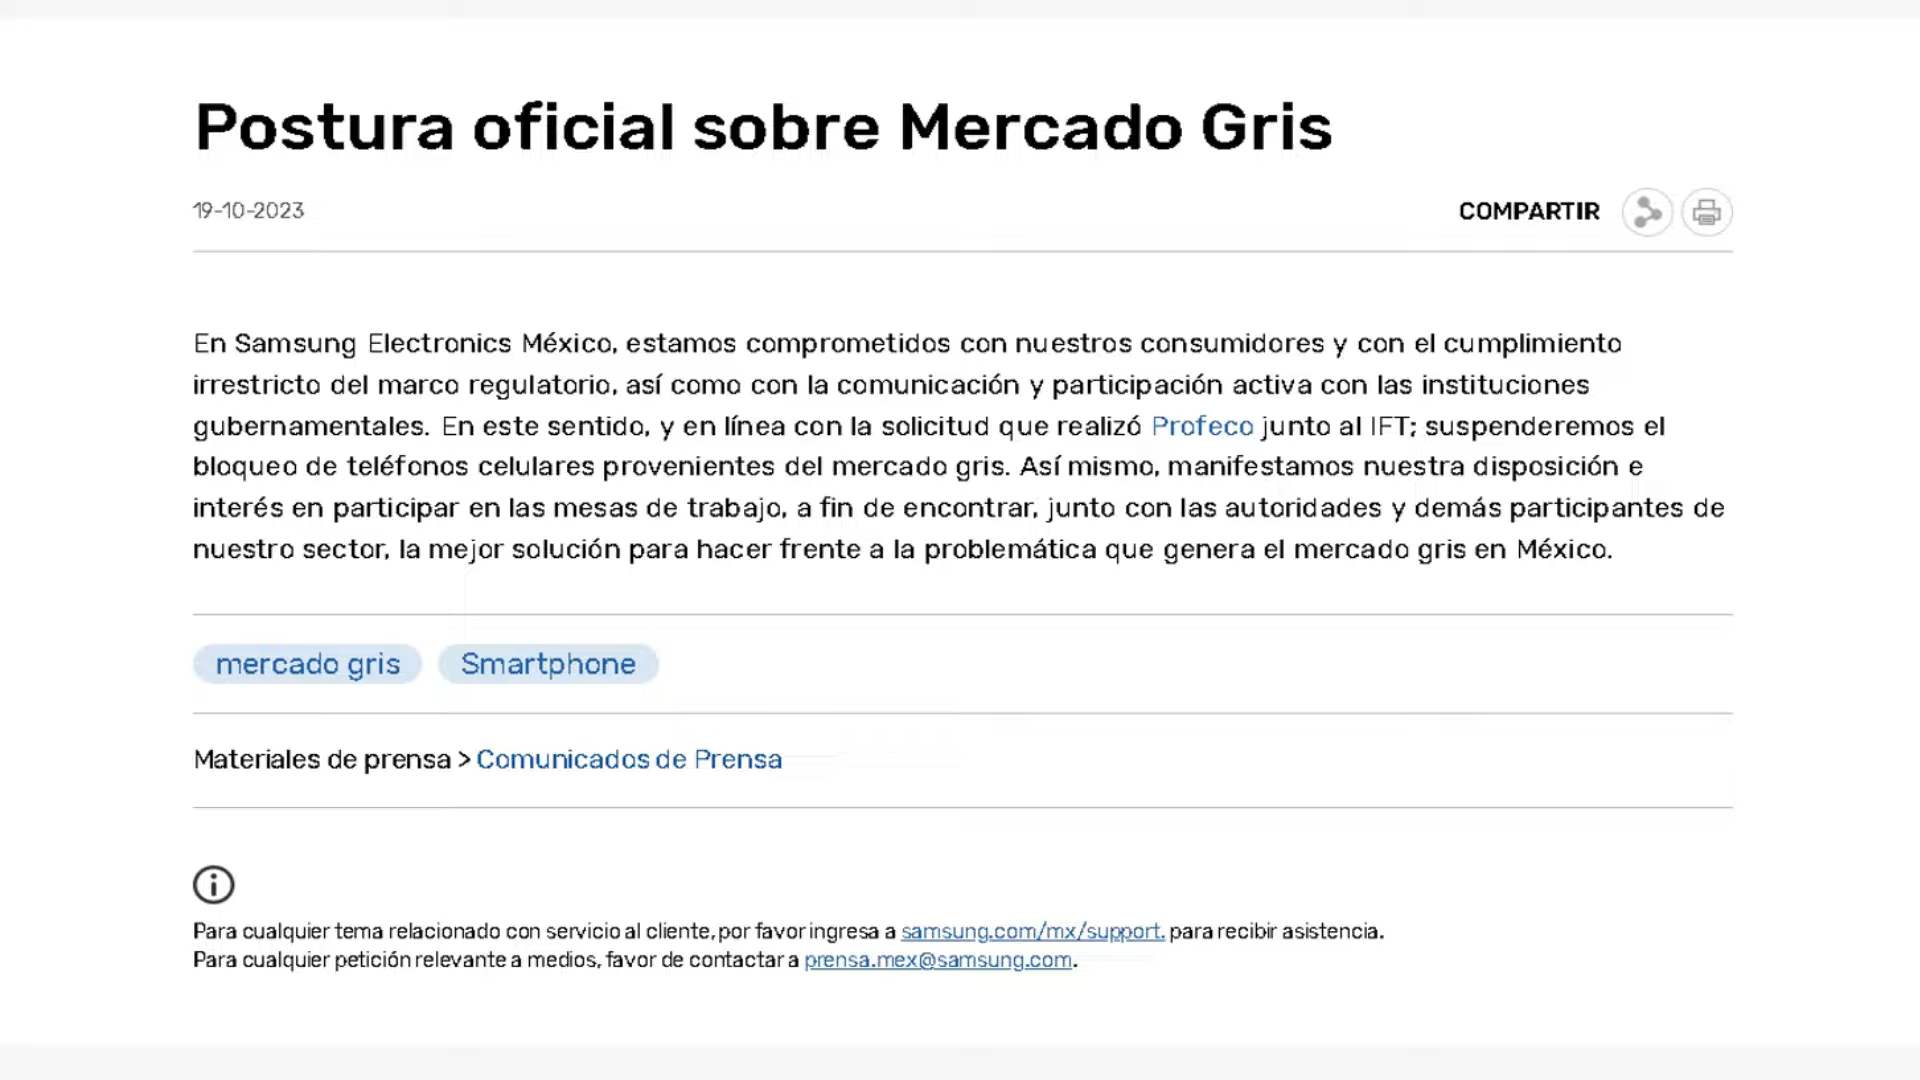 Postura oficial sobre Mercado Gris
19-10-2023
COMPARTIR
En Samsung Electronics México, estamos comprometidos con nuestros consumidores y con el cumplimiento
irrestricto del marco regulatorio, así como con la comunicación y participación activa con las instituciones
gubernamentales. En este sentido, y en línea con la solicitud que realizó Profeco junto al IFT; suspenderemos el
bloqueo de teléfonos celulares provenientes del mercado gris. Así mismo, manifestamos nuestra disposición e
interés en participar en las mesas de trabajo, a fin de encontrar, junto con las autoridades y demás participantes de
nuestro sector, la mejor solución para hacer frente a la problemática que genera el mercado gris en México.
mercado gris Smartphone
Materiales de prensa > Comunicados de Prensa
Para cualquier tema relacionado con servicio al cliente, por favor ingresa a samsung.com/mx/support. para recibir asistencia.
Para cualquier petición relevante a medios, favor de contactar a prensa.mex@samsung.com.